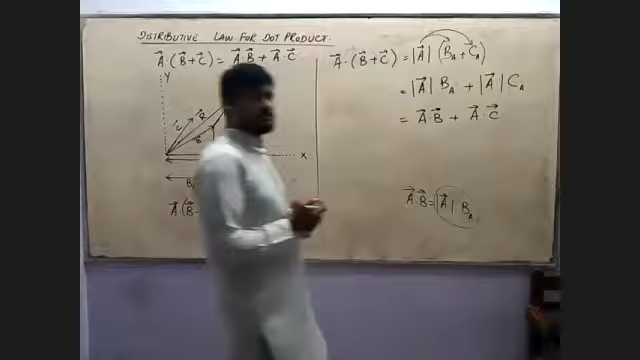 DISTRIBUTIVE LAW FOR DOT PRODUCT.
A⃗·(B⃗+C⃗) = A⃗·B⃗ + A⃗·C⃗
Y
C⃗
R⃗
B⃗
X
A⃗(B⃗
A⃗·(B⃗+C⃗) = |A⃗| (B_A + C_A)
= |A⃗| B_A + |A⃗| C_A
= A⃗·B⃗ + A⃗·C⃗
A⃗·B⃗ = |A⃗| B_A